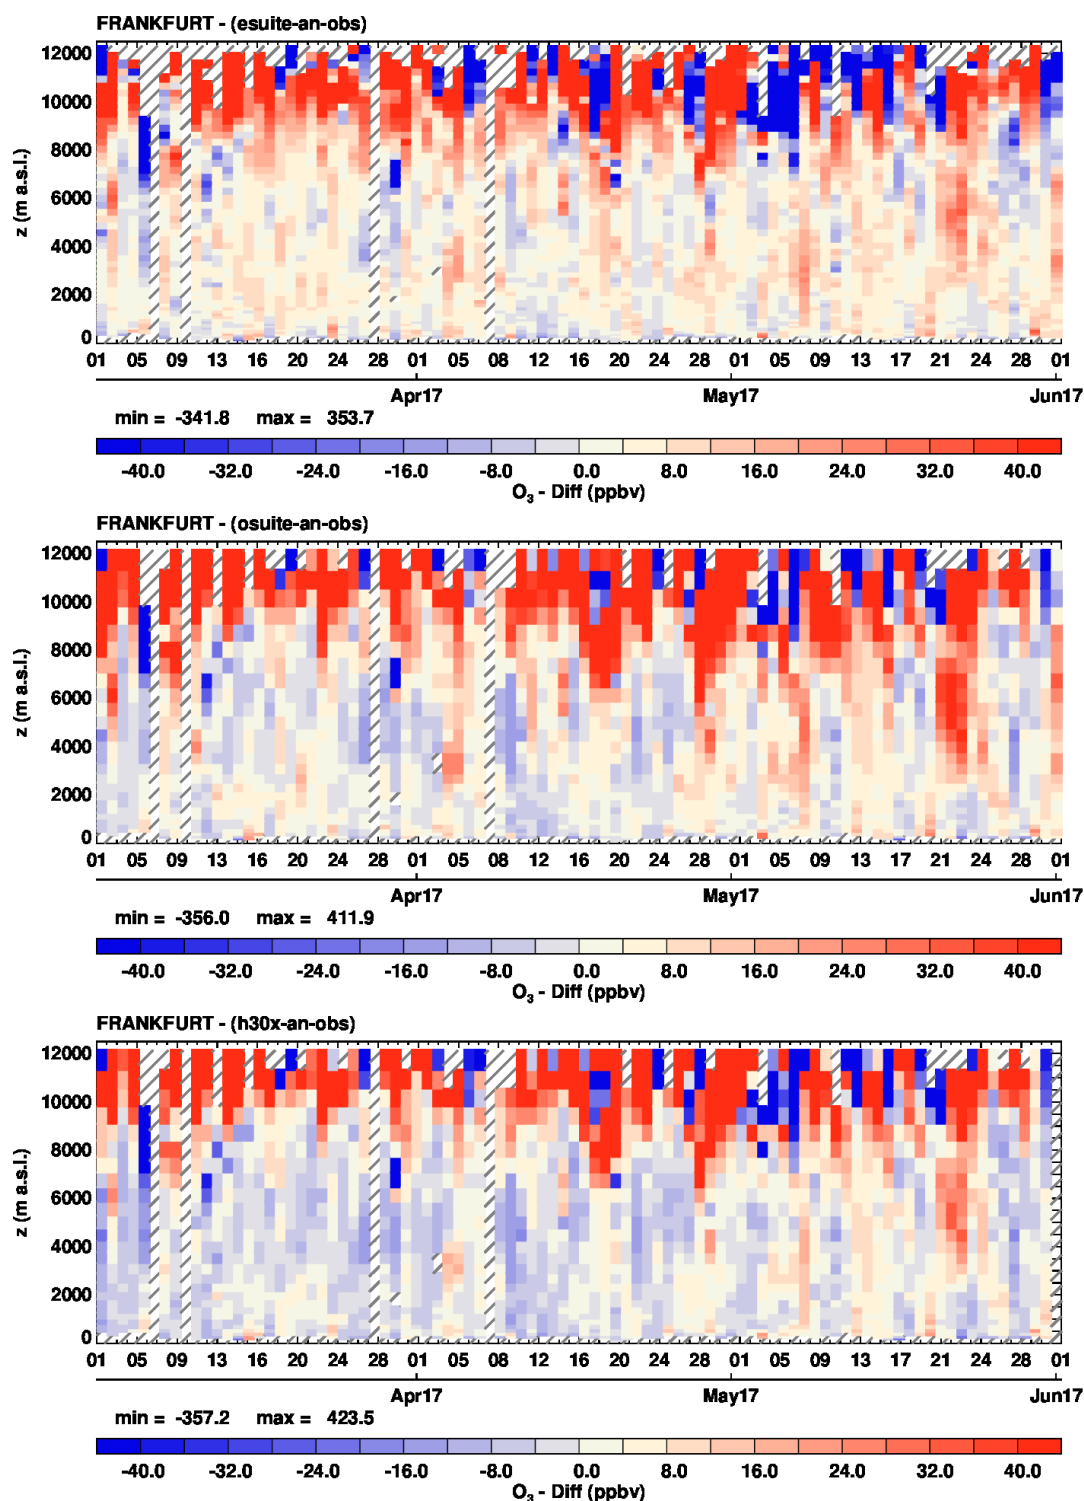 FRANKFURT - (esuite-an-obs)
12000
10000
8000
6000
4000
2000
0
z (m a.s.l.)
01 05 09 12 16 20 24 28 01 05 08 12 16 20 24 28 01 05 09 13 17 21 24 28 01
Apr17 May17 Jun17
min = -341.8 max = 353.7
-40.0 -32.0 -24.0 -16.0 -8.0 0.0 8.0 16.0 24.0 32.0 40.0
O₃ - Diff (ppbv)
FRANKFURT - (osuite-an-obs)
12000
10000
8000
6000
4000
2000
0
z (m a.s.l.)
01 05 09 12 16 20 24 28 01 05 08 12 16 20 24 28 01 05 09 13 17 21 24 28 01
Apr17 May17 Jun17
min = -356.0 max = 411.9
-40.0 -32.0 -24.0 -16.0 -8.0 0.0 8.0 16.0 24.0 32.0 40.0
O₃ - Diff (ppbv)
FRANKFURT - (h30x-an-obs)
12000
10000
8000
6000
4000
2000
0
z (m a.s.l.)
01 05 09 12 16 20 24 28 01 05 08 12 16 20 24 28 01 05 09 13 17 21 24 28 01
Apr17 May17 Jun17
min = -357.2 max = 423.5
-40.0 -32.0 -24.0 -16.0 -8.0 0.0 8.0 16.0 24.0 32.0 40.0
O₃ - Diff (ppbv)